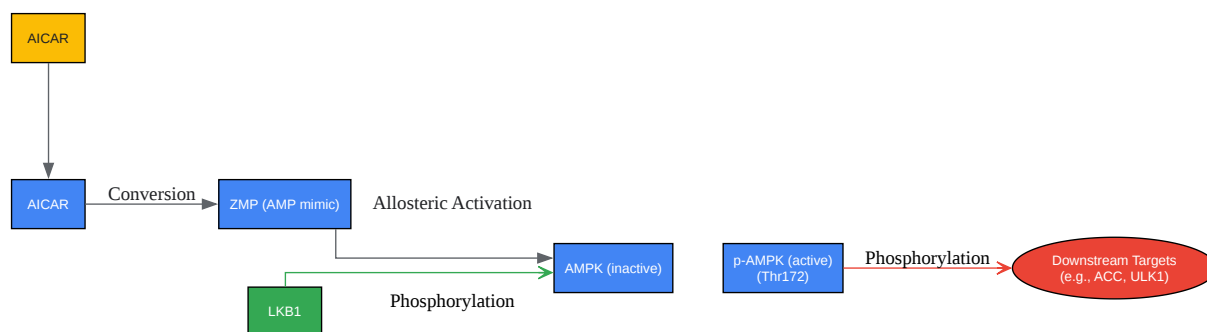 AICAR
AICAR
Conversion
ZMP (AMP mimic)
Allosteric Activation
AMPK (inactive)
p-AMPK (active)
(Thr172)
Phosphorylation
Downstream Targets
(e.g., ACC, ULK1)
LKB1
Phosphorylation